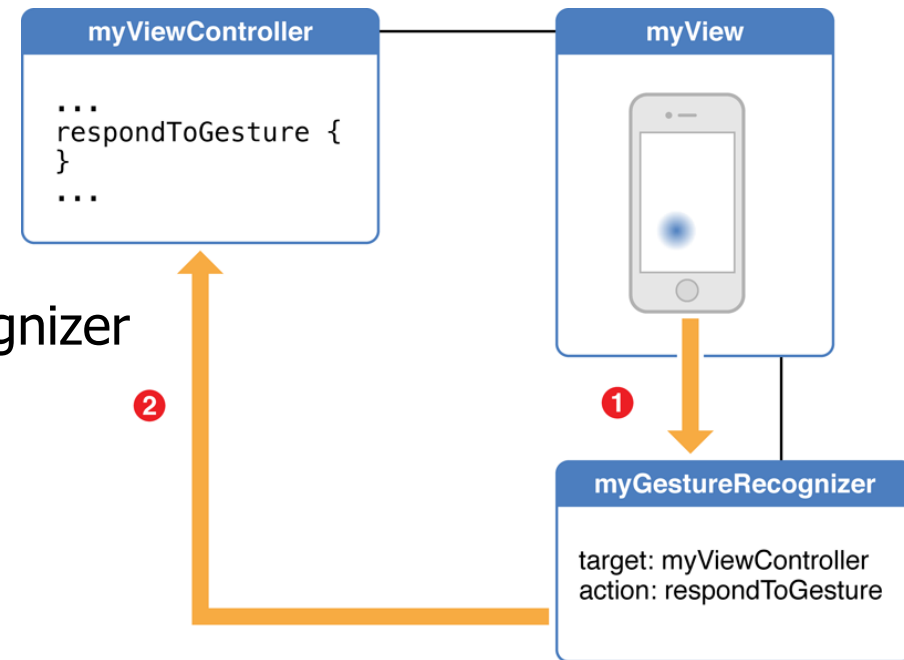 myViewController
...
respondToGesture {
}
...
myView
gnizer
2
1
myGestureRecognizer
target: myViewController
action: respondToGesture